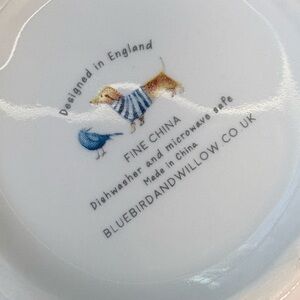 Designed in England
FINE CHINA
Dishwasher and microwave safe
Made in China
BLUEBIRDANDWILLOW.CO.UK